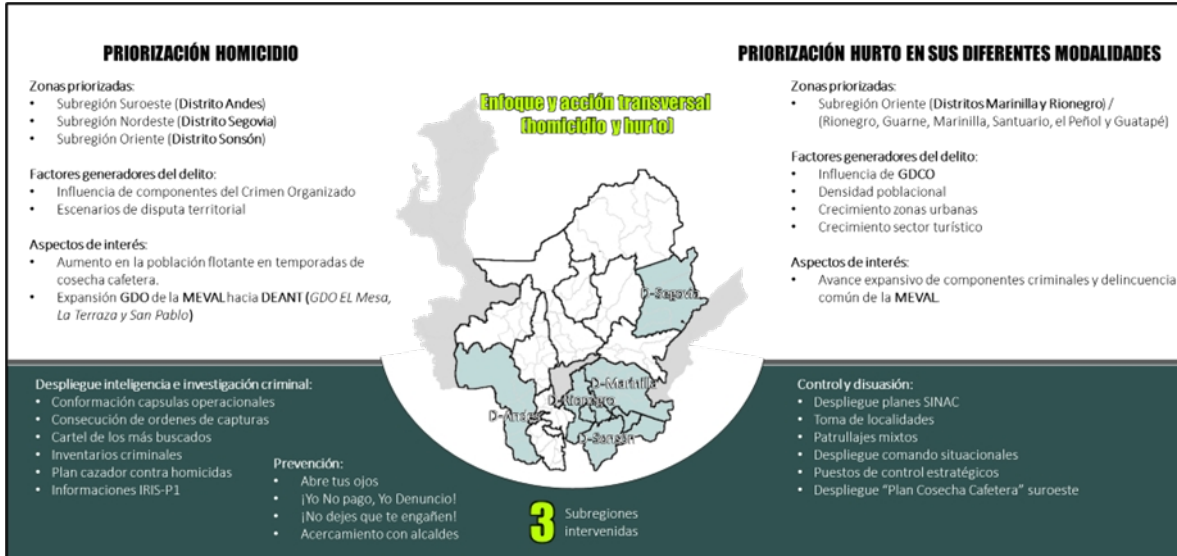 PRIORIZACIÓN HOMICIDIO
Zonas priorizadas:
• Subregión Suroeste (Distrito Andes)
• Subregión Nordeste (Distrito Segovia)
• Subregión Oriente (Distrito Sonsón)
Factores generadores del delito:
• Influencia de componentes del Crimen Organizado
• Escenarios de disputa territorial
Aspectos de interés:
• Aumento en la población flotante en temporadas de
cosecha cafetera.
• Expansión GDO de la MEVAL hacia DEANT (GDO EL Mesa,
La Terraza y San Pablo)
Enfoque y acción transversal
(homicidio y hurto)
D-Segovia
D-Marinilla
D-Rionegro
D-Andes
D-Sonsón
PRIORIZACIÓN HURTO EN SUS DIFERENTES MODALIDADES
Zonas priorizadas:
• Subregión Oriente (Distritos Marinilla y Rionegro) /
(Rionegro, Guarne, Marinilla, Santuario, el Peñol y Guatapé)
Factores generadores del delito:
• Influencia de GDCO
• Densidad poblacional
• Crecimiento zonas urbanas
• Crecimiento sector turístico
Aspectos de interés:
• Avance expansivo de componentes criminales y delincuencia
común de la MEVAL.
Despliegue inteligencia e investigación criminal:
• Conformación capsulas operacionales
• Consecución de ordenes de capturas
• Cartel de los más buscados
• Inventarios criminales
• Plan cazador contra homicidas
• Informaciones IRIS-P1
Prevención:
• Abre tus ojos
• ¡Yo No pago, Yo Denuncio!
• ¡No dejes que te engañen!
• Acercamiento con alcaldes
3 Subregiones
intervenidas
Control y disuasión:
• Despliegue planes SINAC
• Toma de localidades
• Patrullajes mixtos
• Despliegue comando situacionales
• Puestos de control estratégicos
• Despliegue "Plan Cosecha Cafetera" suroeste